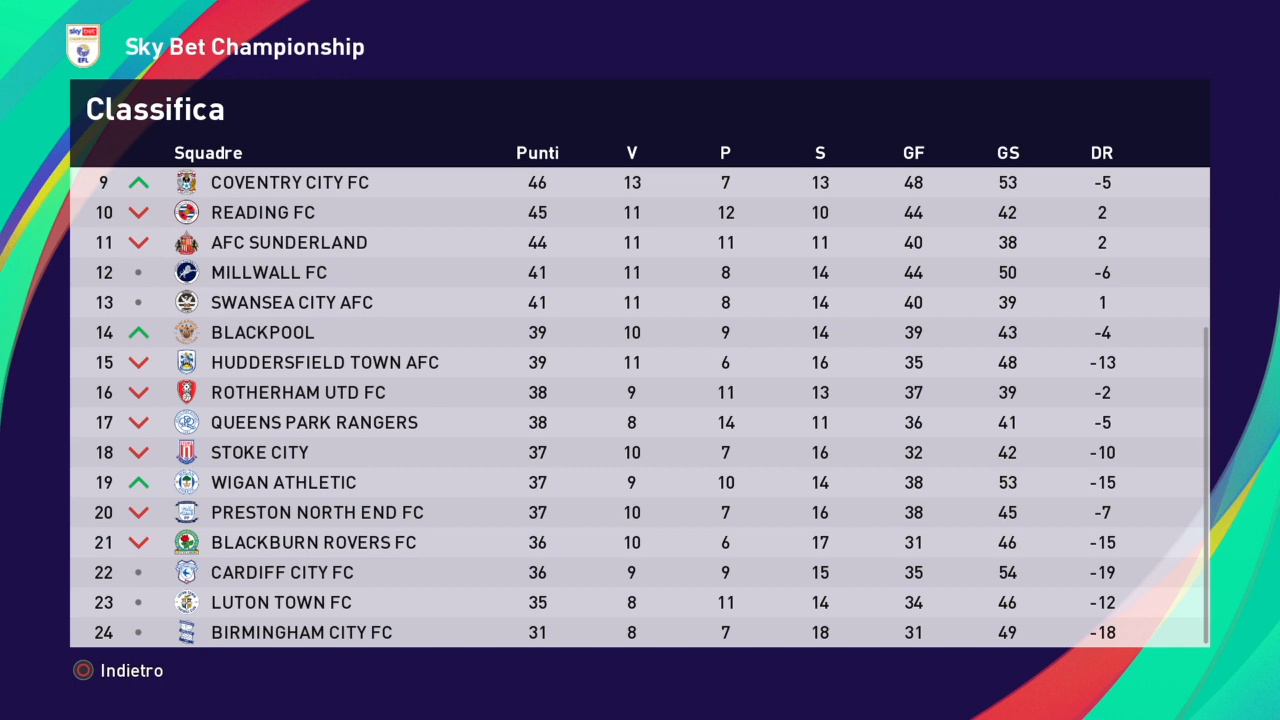 sky bet
EFL
Sky Bet Championship
Classifica
Squadre Punti V P S GF GS DR
9 COVENTRY CITY FC 46 13 7 13 48 53 -5
10 READING FC 45 11 12 10 44 42 2
11 AFC SUNDERLAND 44 11 11 11 40 38 2
12 MILLWALL FC 41 11 8 14 44 50 -6
13 SWANSEA CITY AFC 41 11 8 14 40 39 1
14 BLACKPOOL 39 10 9 14 39 43 -4
15 HUDDERSFIELD TOWN AFC 39 11 6 16 35 48 -13
16 ROTHERHAM UTD FC 38 9 11 13 37 39 -2
17 QUEENS PARK RANGERS 38 8 14 11 36 41 -5
18 STOKE CITY 37 10 7 16 32 42 -10
19 WIGAN ATHLETIC 37 9 10 14 38 53 -15
20 PRESTON NORTH END FC 37 10 7 16 38 45 -7
21 BLACKBURN ROVERS FC 36 10 6 17 31 46 -15
22 CARDIFF CITY FC 36 9 9 15 35 54 -19
23 LUTON TOWN FC 35 8 11 14 34 46 -12
24 BIRMINGHAM CITY FC 31 8 7 18 31 49 -18
Indietro